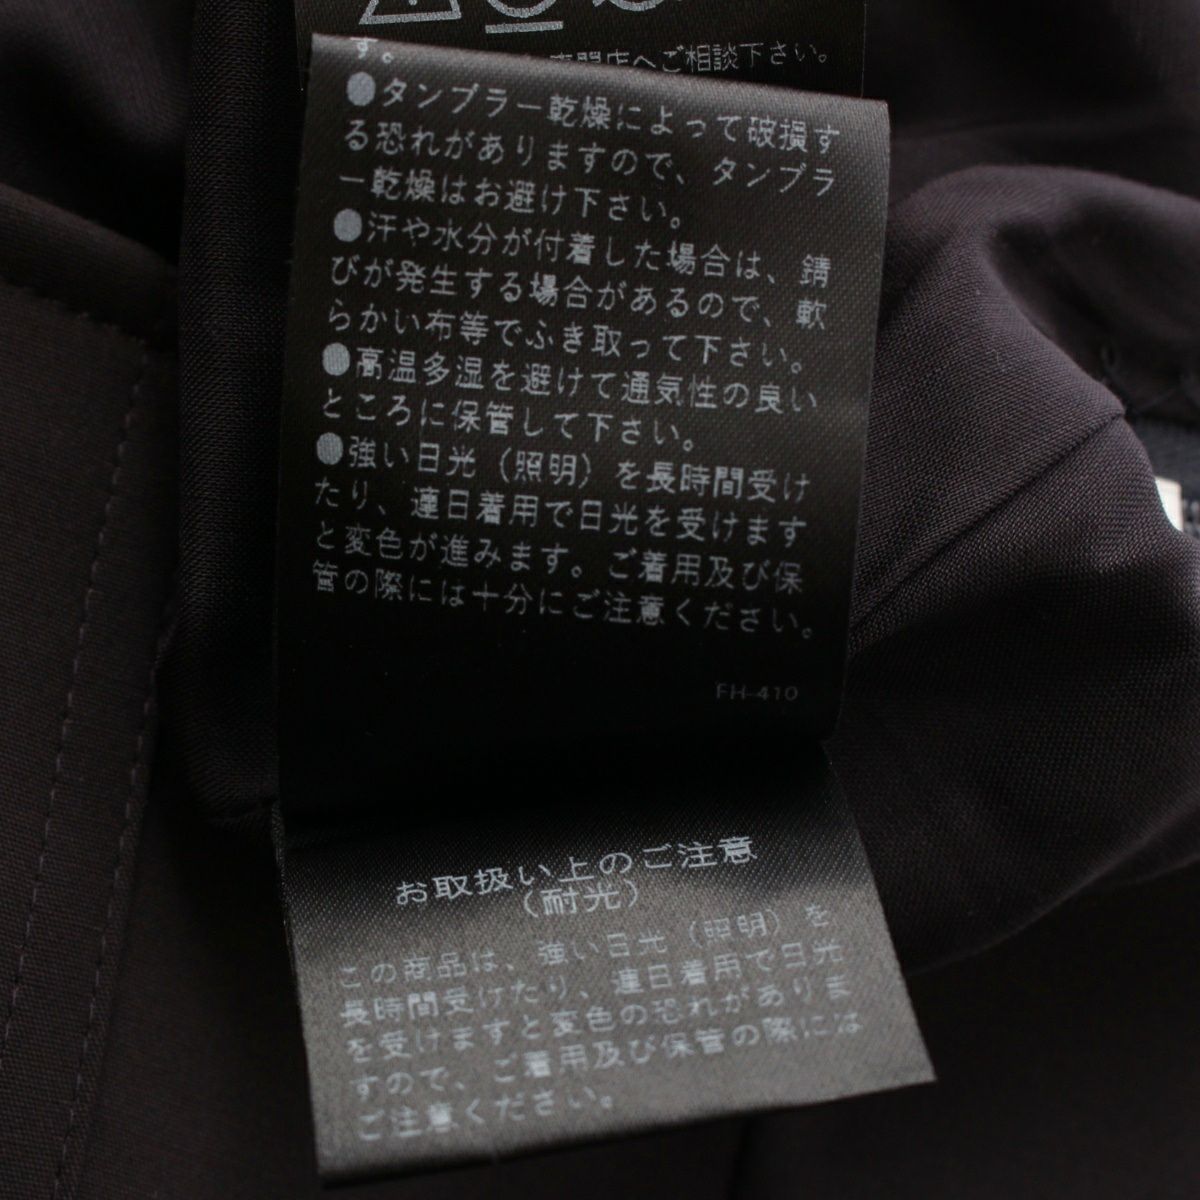 門店へご相談下さい。
す。
●タンブラー乾燥によって破損す
る恐れがありますので、タンブラ
ー乾燥はお避け下さい。
●汗や水分が付着した場合は、錆
びが発生する場合があるので、軟
らかい布等でふき取って下さい。
●高温多湿を避けて通気性の良い
ところに保管して下さい。
●強い日光（照明）を長時間受け
たり、連日着用で日光を受けます
と変色が進みます。ご着用及び保
管の際には十分にご注意ください。
FH-410
お取扱い上のご注意
（耐光）
この商品は、強い日光（照明）を
長時間受けたり、連日着用で日光
を受けますと変色の恐れがありま
すので、ご着用及び保管の際には
ご注意ください。